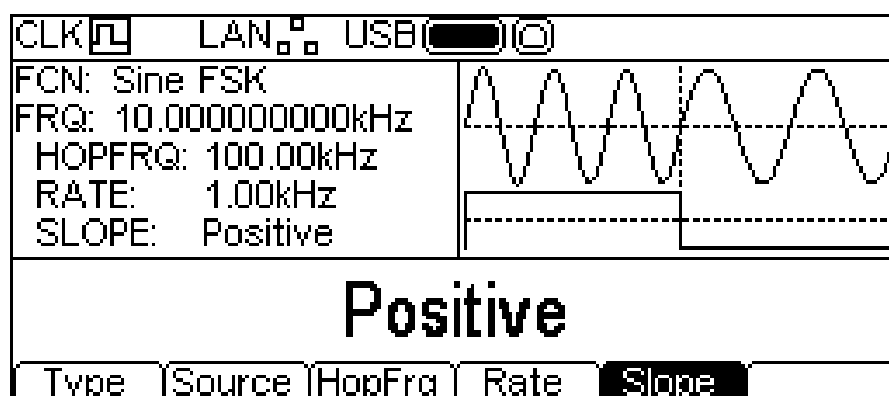 CLK LAN USB
FCN: Sine FSK
FRQ: 10.000000000kHz
HOPFRQ: 100.00kHz
RATE: 1.00kHz
SLOPE: Positive
Positive
Type Source HopFrq Rate Slope